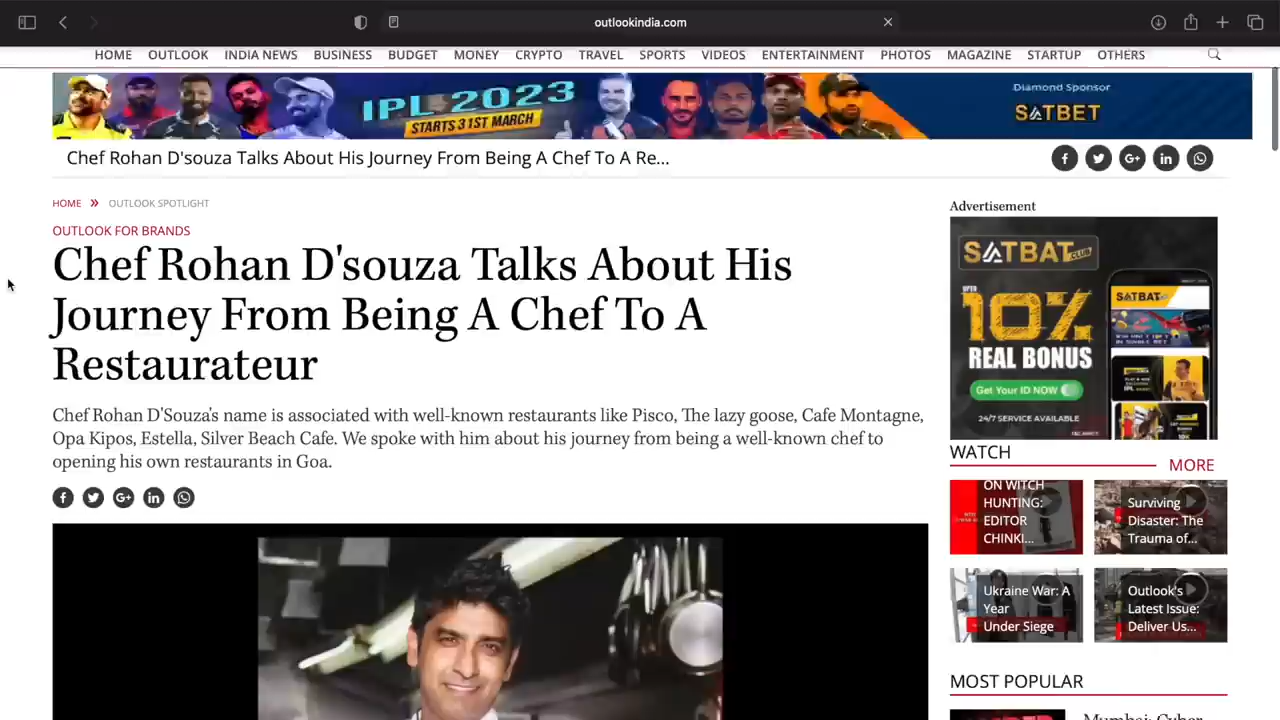 outlookindia.com
HOME OUTLOOK INDIA NEWS BUSINESS BUDGET MONEY CRYPTO TRAVEL SPORTS VIDEOS ENTERTAINMENT PHOTOS MAGAZINE STARTUP OTHERS
IPL 2023
STARTS 31ST MARCH
Diamond Sponsor
SATBET
Chef Rohan D'souza Talks About His Journey From Being A Chef To A Re...
HOME » OUTLOOK SPOTLIGHT
OUTLOOK FOR BRANDS
Chef Rohan D'souza Talks About His
Journey From Being A Chef To A
Restaurateur
Chef Rohan D'Souza's name is associated with well-known restaurants like Pisco, The lazy goose, Cafe Montagne,
Opa Kipos, Estella, Silver Beach Cafe. We spoke with him about his journey from being a well-known chef to
opening his own restaurants in Goa.
Advertisement
SATBAT CLUB
UPTO
10%
REAL BONUS
Get Your ID NOW
24/7 SERVICE AVAILABLE
SATBAT
WATCH
MORE
ON WITCH
HUNTING:
EDITOR
CHINKI...
Surviving
Disaster: The
Trauma of...
Ukraine War: A
Year
Under Siege
Outlook's
Latest Issue:
Deliver Us...
MOST POPULAR
Mumbai: Cyber